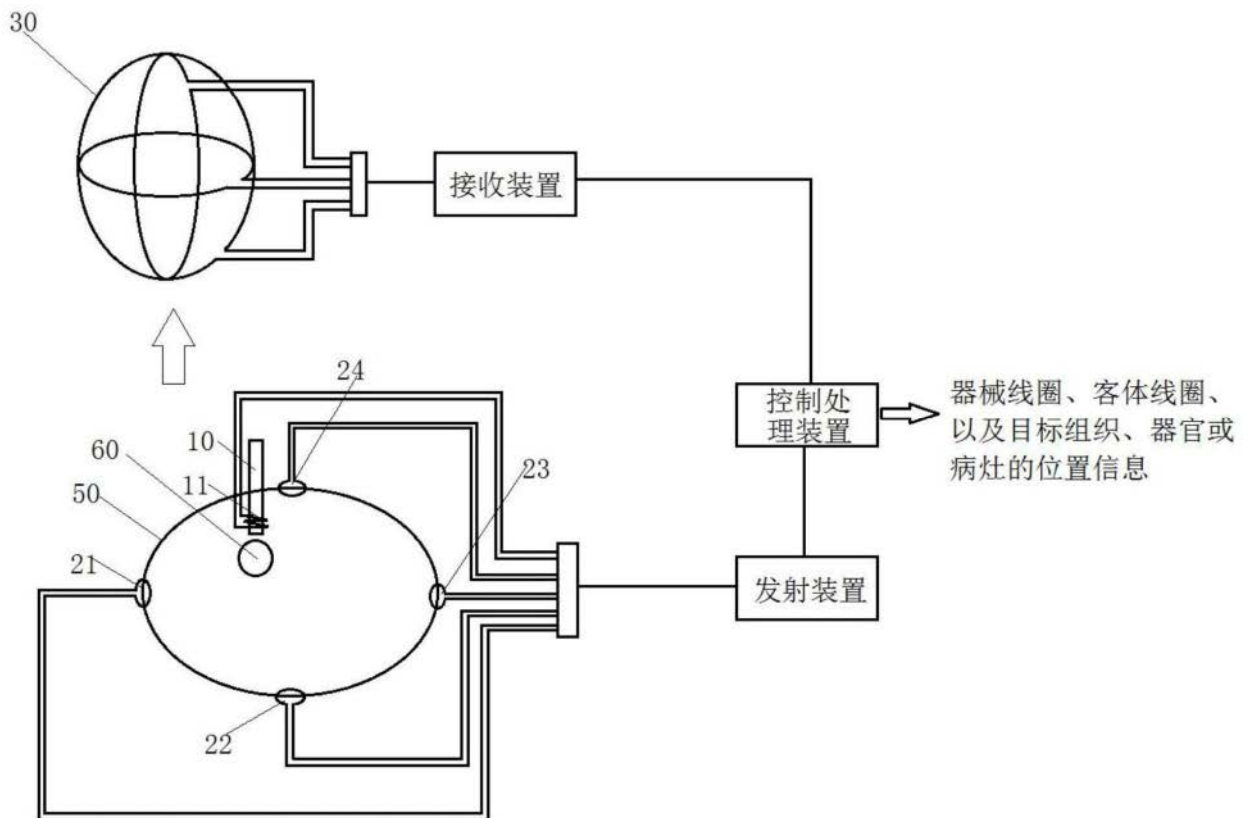 30
接收装置
24
控制处
理装置
器械线圈、客体线圈、
以及目标组织、器官或
病灶的位置信息
10
60
11
23
50
21
发射装置
22